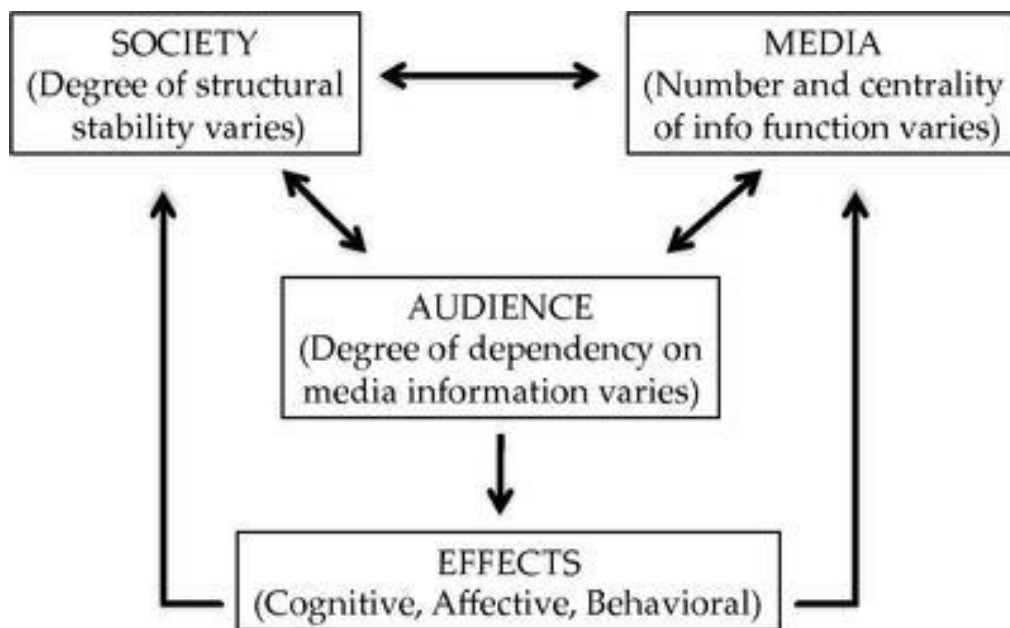 SOCIETY
(Degree of structural
stability varies)
MEDIA
(Number and centrality
of info function varies)
AUDIENCE
(Degree of dependency on
media information varies)
EFFECTS
(Cognitive, Affective, Behavioral)